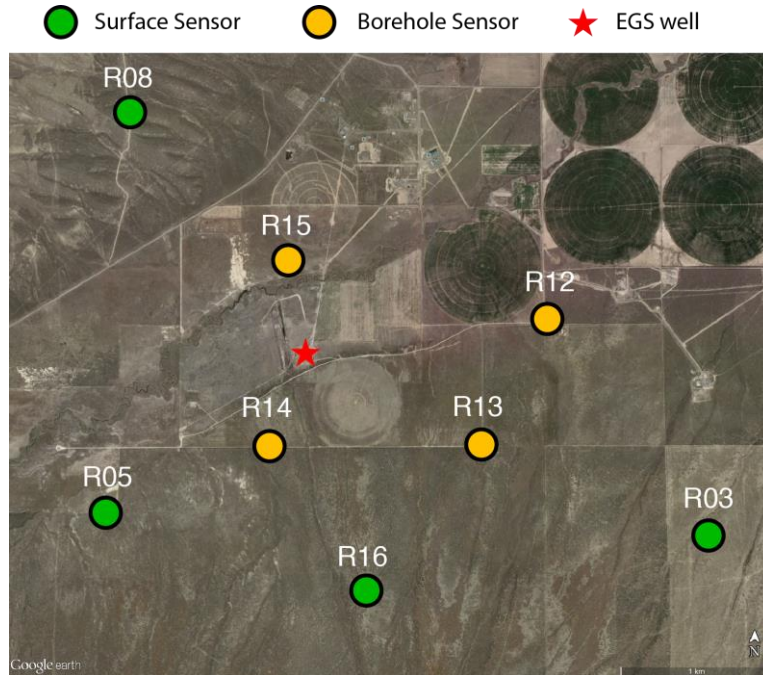 Surface Sensor Borehole Sensor EGS well
R08
R15
R12
R14 R13
R05
R03
R16
N
Google earth 1 km